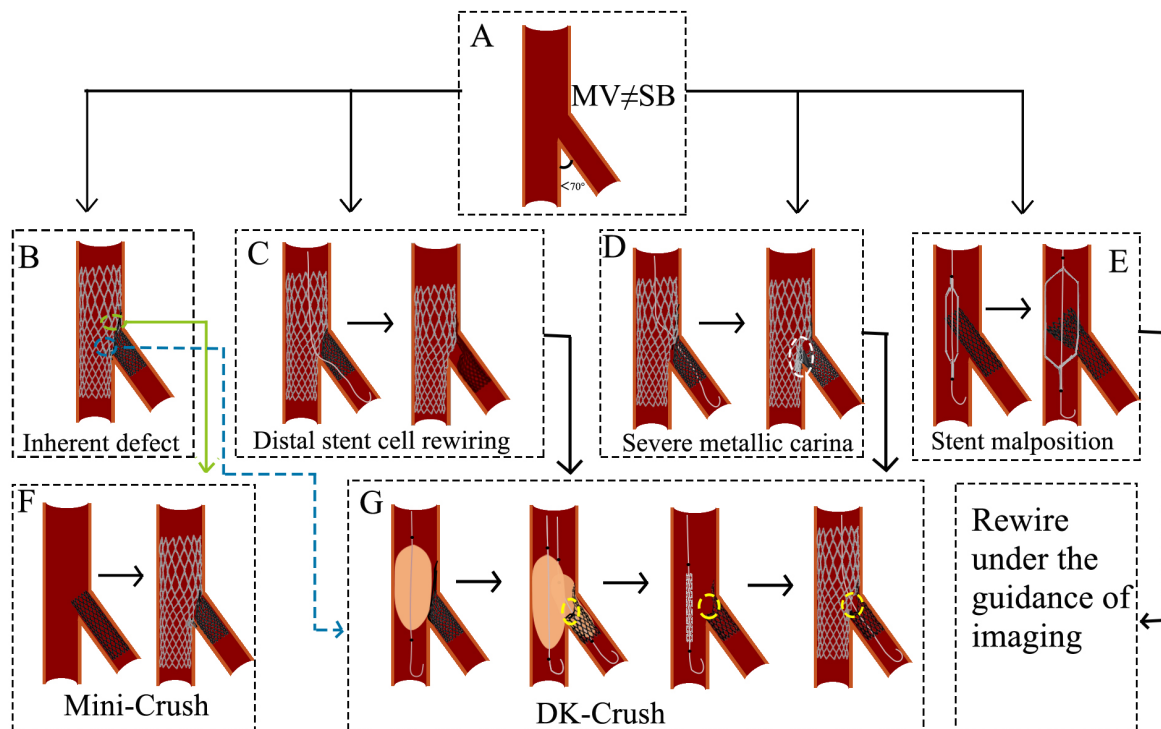 A
MV≠SB
<70°
B
Inherent defect
C
Distal stent cell rewiring
D
Severe metallic carina
E
Stent malposition
F
Mini-Crush
G
DK-Crush
Rewire
under the
guidance of
imaging